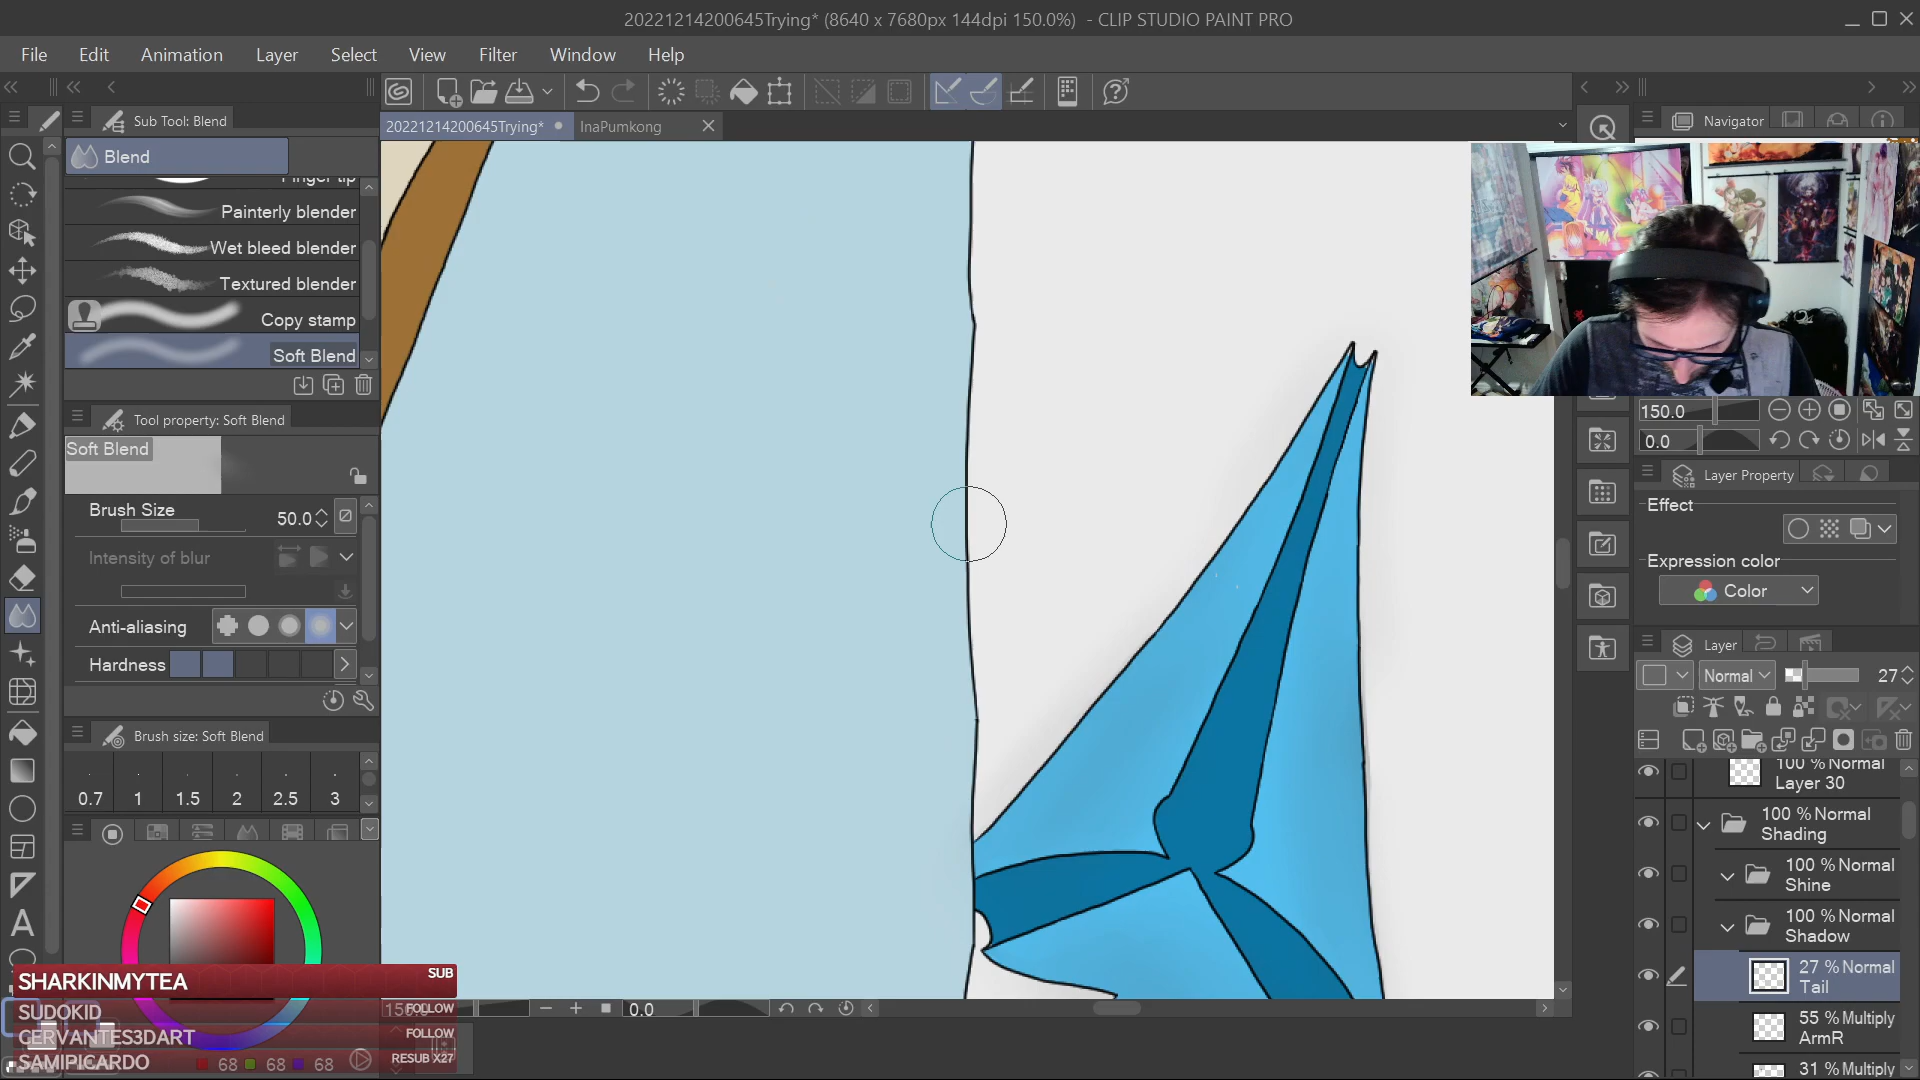 20221214200645Trying* (8640 x 7680px 144dpi 150.0%) - CLIP STUDIO PAINT PRO
File Edit Animation Layer Select View Filter Window Help
Sub Tool: Blend
Blend
Finger tip
Painterly blender
Wet bleed blender
Textured blender
Copy stamp
Soft Blend
Tool property: Soft Blend
Soft Blend
Brush Size 50.0
Intensity of blur
Anti-aliasing
Hardness
Brush size: Soft Blend
0.7 1 1.5 2 2.5 3
SHARKINMYTEA SUB
SUDOKID FOLLOW
CERVANTES3DART FOLLOW
SAMIPICARDO RESUB X27
68 68 68
20221214200645Trying* InaPumkong
0.0
Navigator
150.0
0.0
Layer Property
Effect
Expression color
Color
Layer
Normal 27
100 % Normal
Layer 30
100 % Normal
Shading
100 % Normal
Shine
100 % Normal
Shadow
27 % Normal
Tail
55 % Multiply
ArmR
31 % Multiply